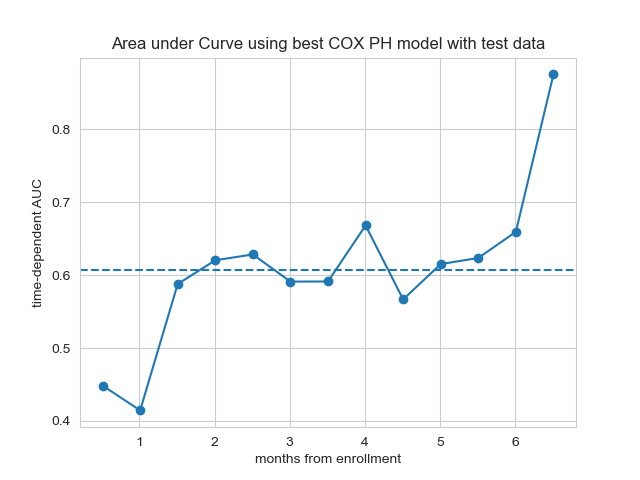 Area under Curve using best COX PH model with test data
time-dependent AUC
0.8
0.7
0.6
0.5
0.4
1 2 3 4 5 6
months from enrollment